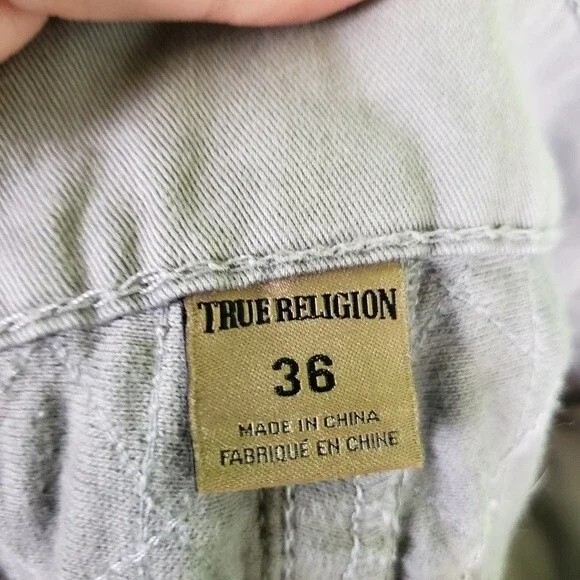 TRUE RELIGION
36
MADE IN CHINA
FABRIQUÉ EN CHINE